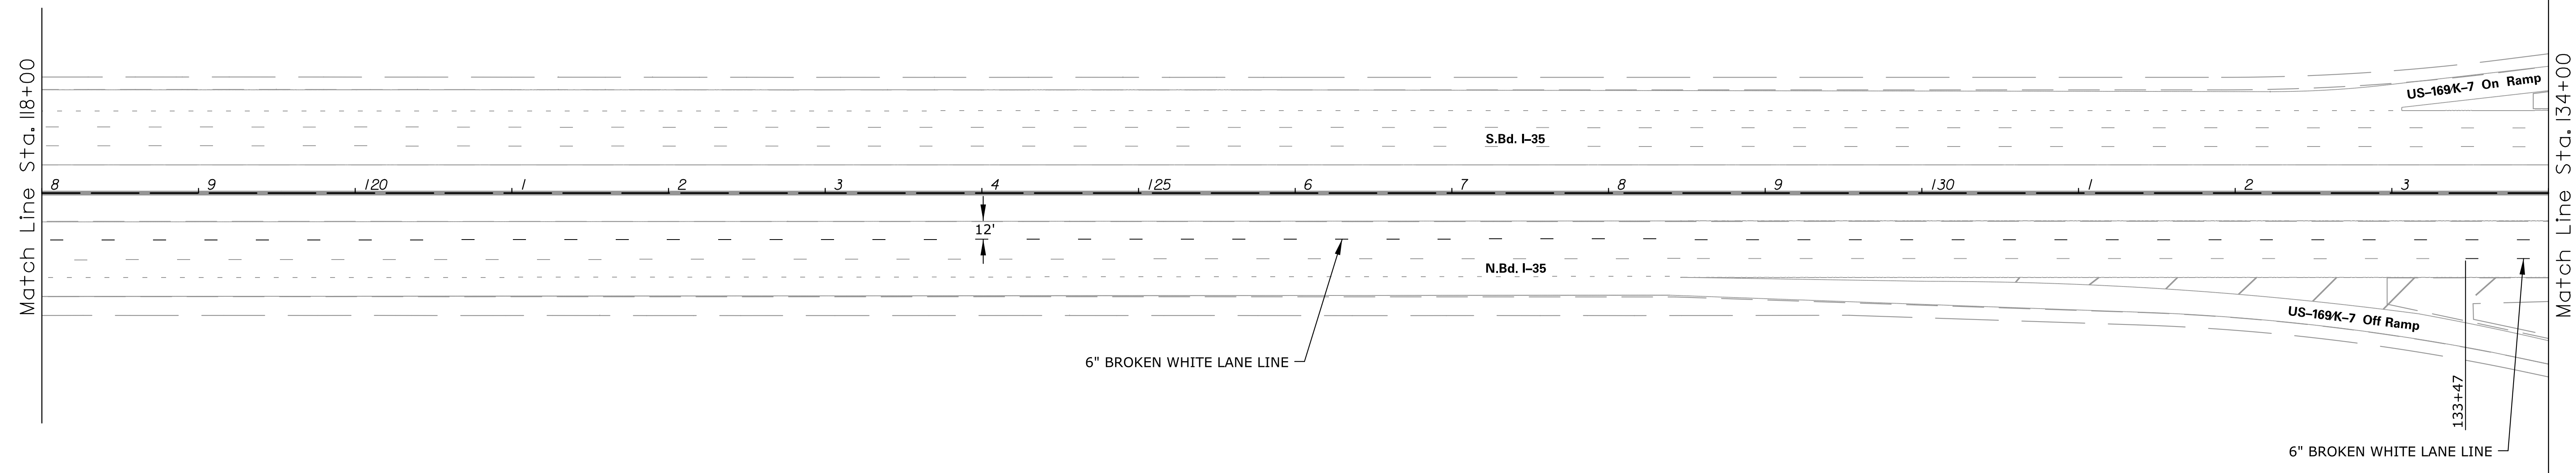 Match Line Sta. 118+00
US-169/K-7 On Ramp
S.Bd. I-35
8 9 120 1 2 3 4 125 6 7 8 9 130 1 2 3
12'
N.Bd. I-35
US-169/K-7 Off Ramp
6" BROKEN WHITE LANE LINE
133+47
6" BROKEN WHITE LANE LINE
Match Line Sta. 134+00